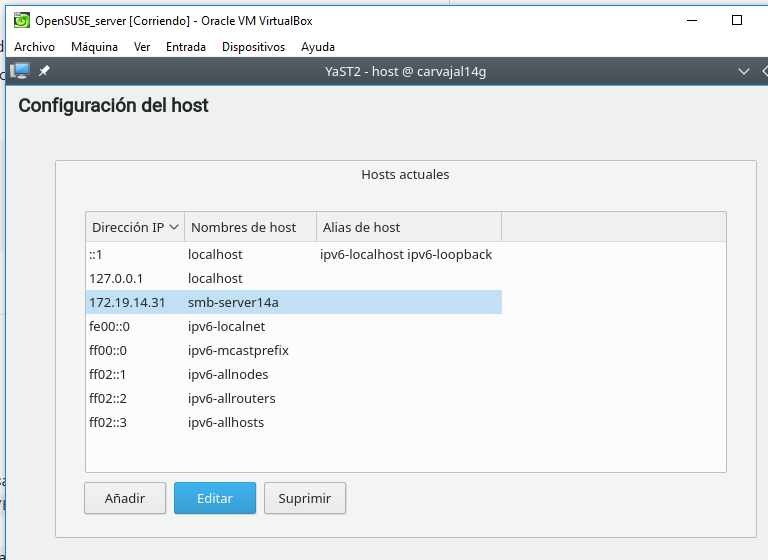 OpenSUSE_server [Corriendo] - Oracle VM VirtualBox
Archivo Máquina Ver Entrada Dispositivos Ayuda
YaST2 - host @ carvajal14g
Configuración del host
Hosts actuales
Dirección IP Nombres de host Alias de host
::1 localhost ipv6-localhost ipv6-loopback
127.0.0.1 localhost
172.19.14.31 smb-server14a
fe00::0 ipv6-localnet
ff00::0 ipv6-mcastprefix
ff02::1 ipv6-allnodes
ff02::2 ipv6-allrouters
ff02::3 ipv6-allhosts
Añadir Editar Suprimir